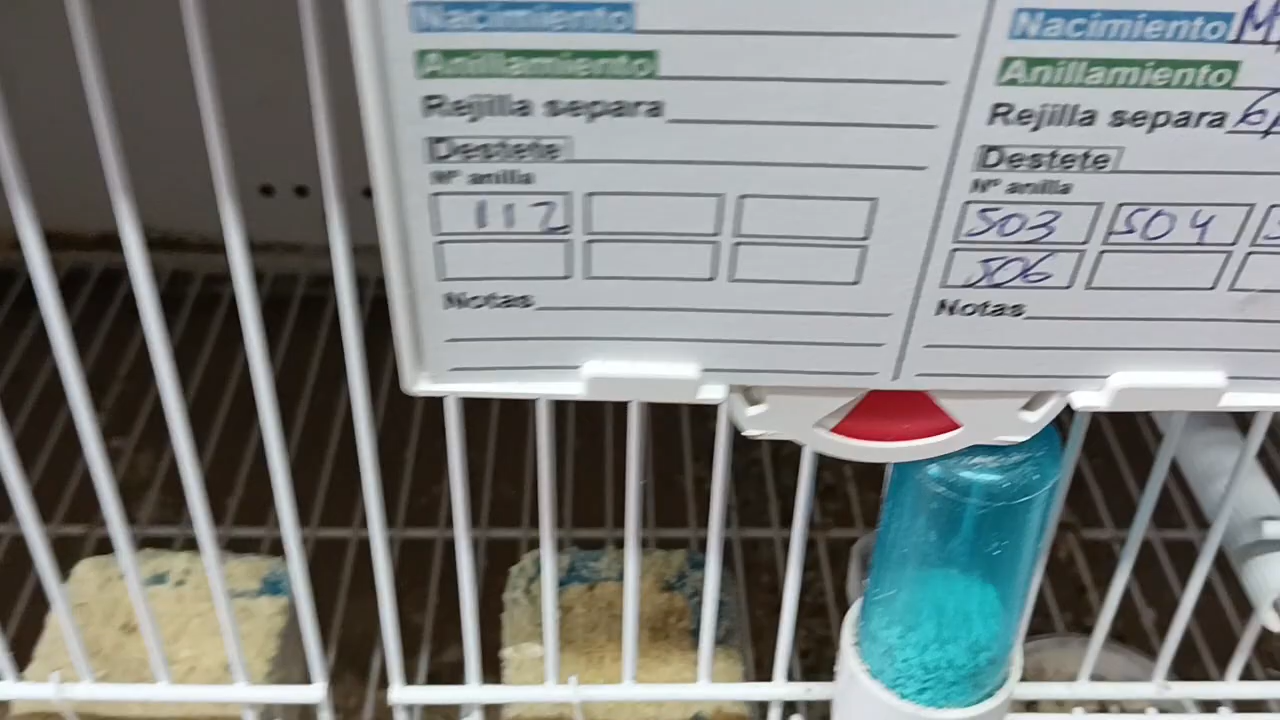 Nacimiento
Anillamiento
Rejilla separa
Destete
Nº anilla
112
Notas
Nacimiento
Anillamiento
Rejilla separa
Destete
Nº anilla
503 504
506
Notas